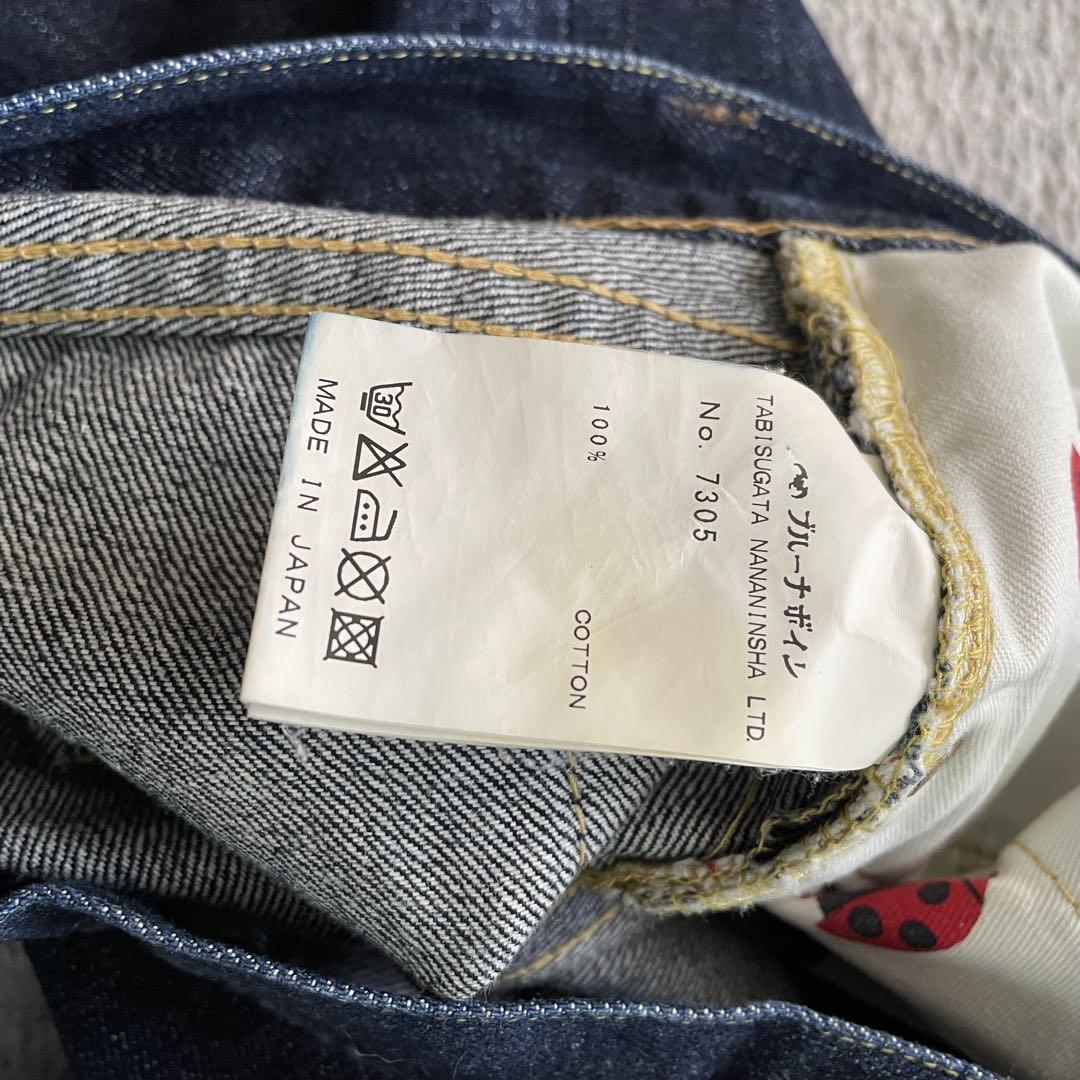 ブルーナボイン
TABISUGATA NANANINSHA LTD.
No. 7305
100% COTTON
30
MADE IN JAPAN